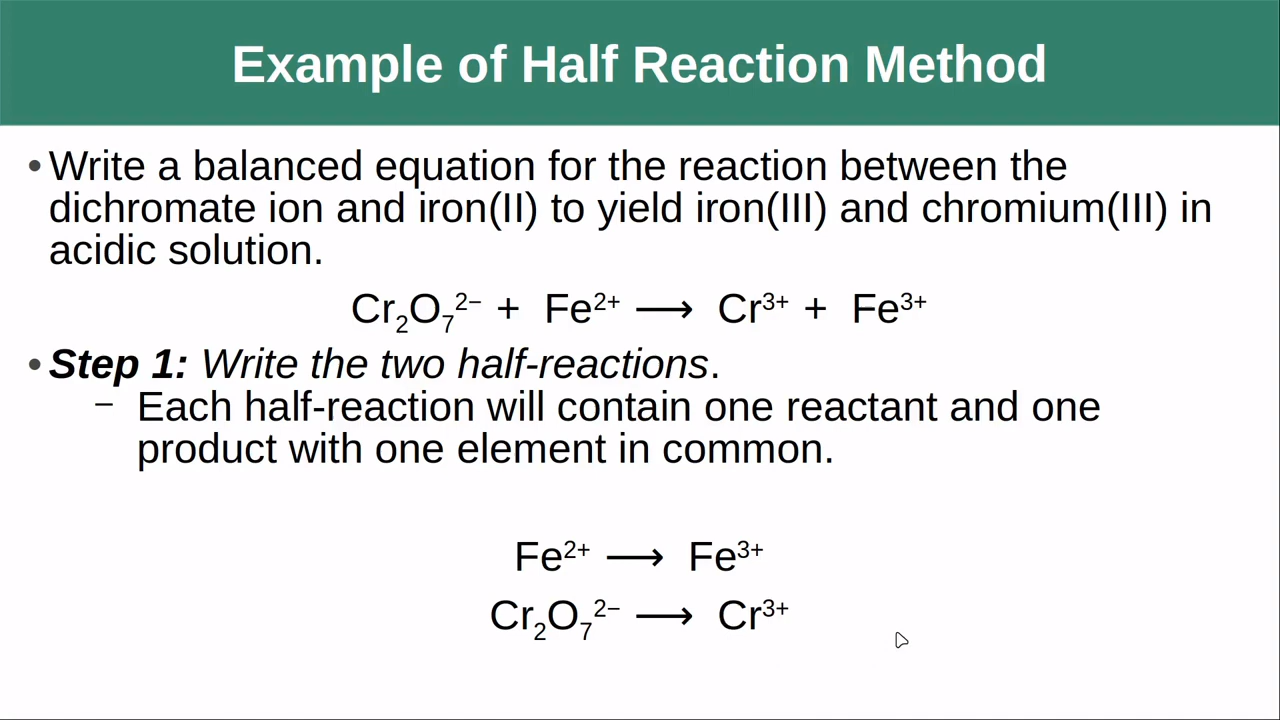 Example of Half Reaction Method
•Write a balanced equation for the reaction between the
dichromate ion and iron(II) to yield iron(III) and chromium(III) in
acidic solution.
Cr₂O₇²⁻ + Fe²⁺ ⟶ Cr³⁺ + Fe³⁺
•Step 1: Write the two half-reactions.
– Each half-reaction will contain one reactant and one
product with one element in common.
Fe²⁺ ⟶ Fe³⁺
Cr₂O₇²⁻ ⟶ Cr³⁺